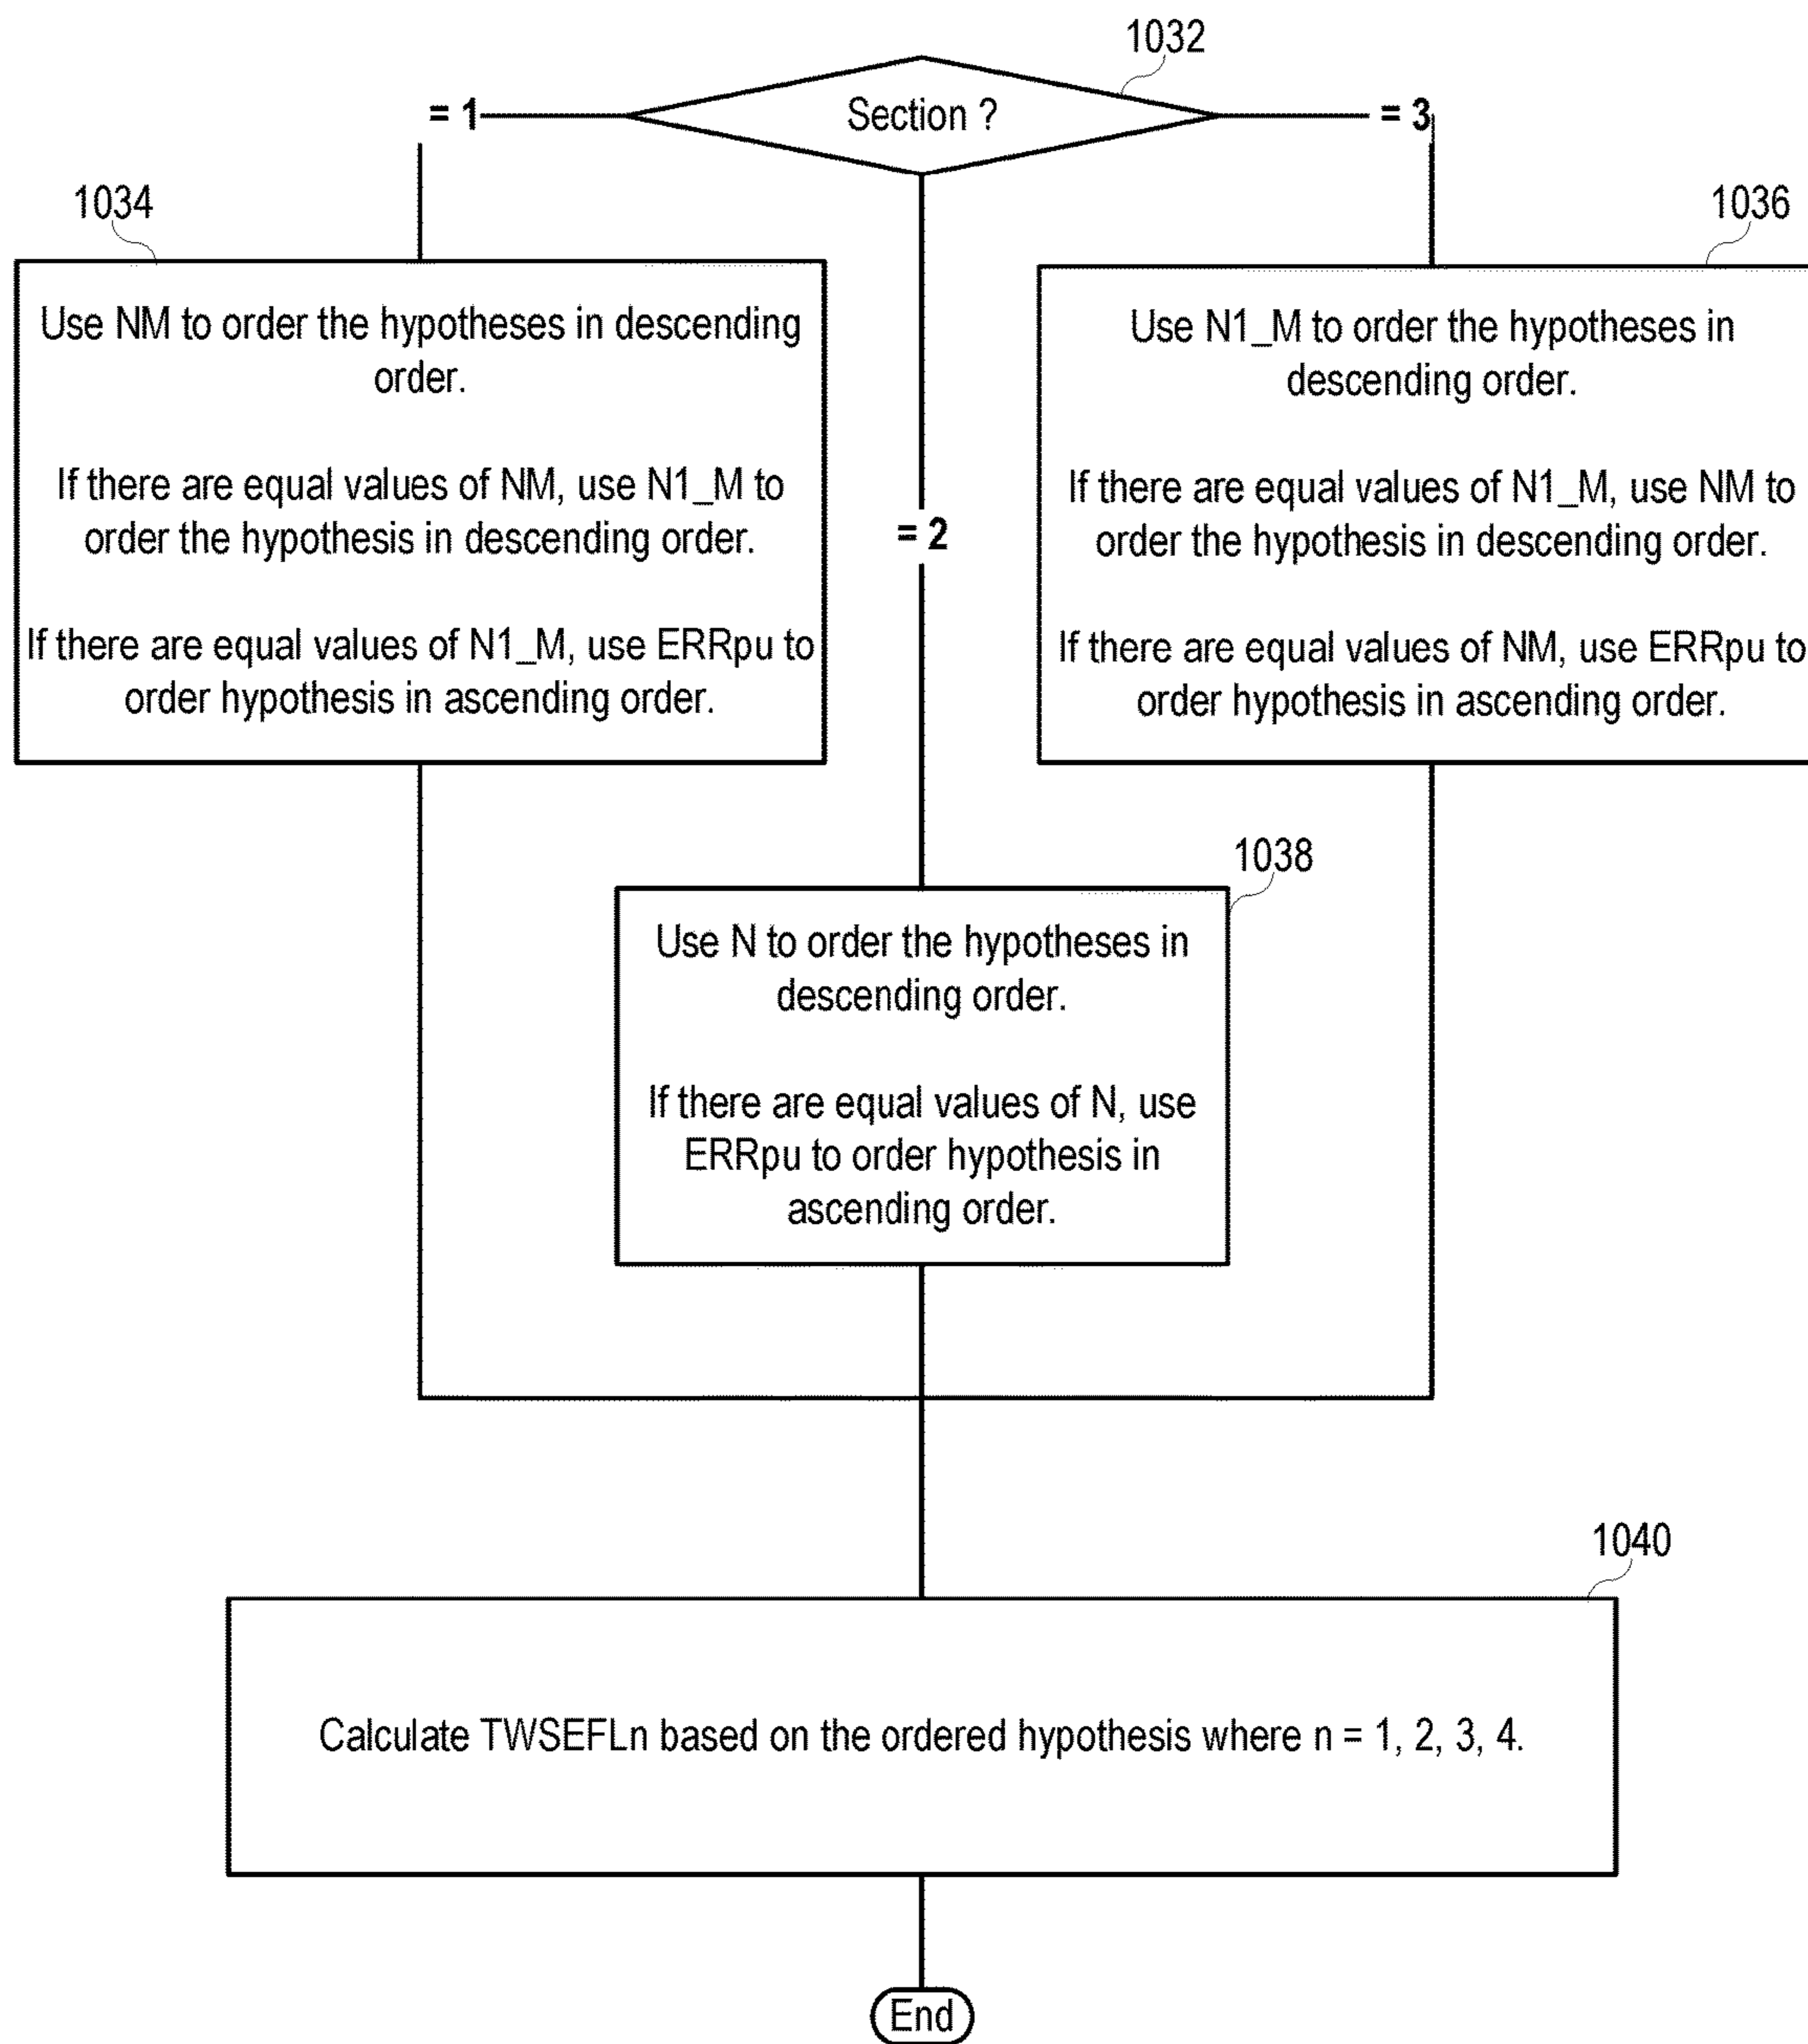 1032
Section ?
= 1
= 3
1034
1036
Use NM to order the hypotheses in descending
order.
If there are equal values of NM, use N1_M to
order the hypothesis in descending order.
If there are equal values of N1_M, use ERRpu to
order hypothesis in ascending order.
Use N1_M to order the hypotheses in
descending order.
If there are equal values of N1_M, use NM to
order the hypothesis in descending order.
If there are equal values of NM, use ERRpu to
order hypothesis in ascending order.
= 2
1038
Use N to order the hypotheses in
descending order.
If there are equal values of N, use
ERRpu to order hypothesis in
ascending order.
1040
Calculate TWSEFLn based on the ordered hypothesis where n = 1, 2, 3, 4.
End